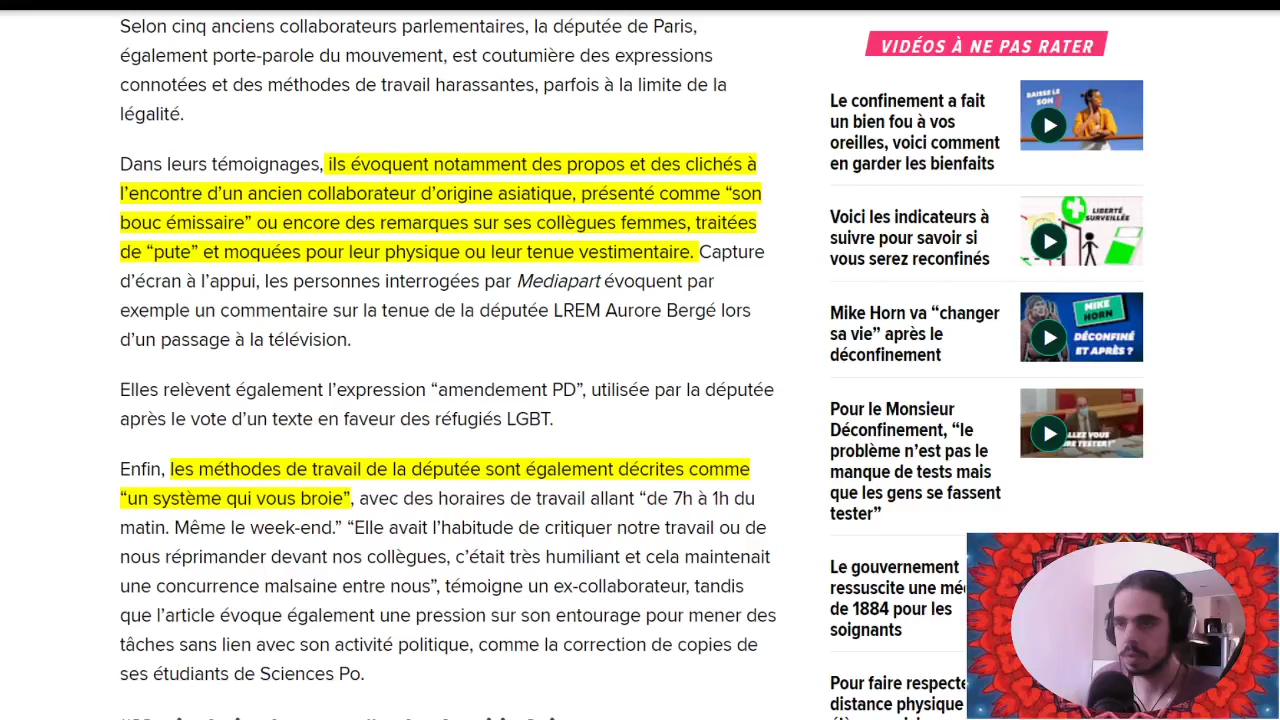 Selon cinq anciens collaborateurs parlementaires, la députée de Paris,
également porte-parole du mouvement, est coutumière des expressions
connotées et des méthodes de travail harassantes, parfois à la limite de la
légalité.
Dans leurs témoignages, ils évoquent notamment des propos et des clichés à
l’encontre d’un ancien collaborateur d’origine asiatique, présenté comme “son
bouc émissaire” ou encore des remarques sur ses collègues femmes, traitées
de “pute” et moquées pour leur physique ou leur tenue vestimentaire. Capture
d’écran à l’appui, les personnes interrogées par Mediapart évoquent par
exemple un commentaire sur la tenue de la députée LREM Aurore Bergé lors
d’un passage à la télévision.
Elles relèvent également l’expression “amendement PD”, utilisée par la députée
après le vote d’un texte en faveur des réfugiés LGBT.
Enfin, les méthodes de travail de la députée sont également décrites comme
“un système qui vous broie”, avec des horaires de travail allant “de 7h à 1h du
matin. Même le week-end.” “Elle avait l’habitude de critiquer notre travail ou de
nous réprimander devant nos collègues, c’était très humiliant et cela maintenait
une concurrence malsaine entre nous”, témoigne un ex-collaborateur, tandis
que l’article évoque également une pression sur son entourage pour mener des
tâches sans lien avec son activité politique, comme la correction de copies de
ses étudiants de Sciences Po.
VIDÉOS À NE PAS RATER
Le confinement a fait
un bien fou à vos
oreilles, voici comment
en garder les bienfaits
BAISSE LE
SON
Voici les indicateurs à
suivre pour savoir si
vous serez reconfinés
LIBERTÉ
SURVEILLÉE
Mike Horn va “changer
sa vie” après le
déconfinement
MIKE
HORN
DÉCONFINÉ
ET APRÈS ?
Pour le Monsieur
Déconfinement, “le
problème n’est pas le
manque de tests mais
que les gens se fassent
tester”
TESTER !”
Le gouvernement
ressuscite une
de 1884 pour les
soignants
Pour faire
distance physique